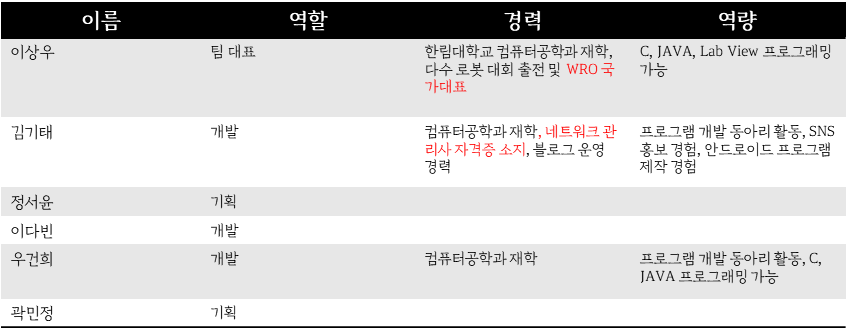 이름 역할 경력 역량
이상우 팀 대표 한림대학교 컴퓨터공학과 재학, C, JAVA, Lab View 프로그래밍
다수 로봇 대회 출전 및 WRO 국 가능
가대표
김기태 개발 컴퓨터공학과 재학, 네트워크 관 프로그램 개발 동아리 활동, SNS
리사 자격증 소지, 블로그 운영 홍보 경험, 안드로이드 프로그램
경력 제작 경험
정서윤 기획
이다빈 개발
우건희 개발 컴퓨터공학과 재학 프로그램 개발 동아리 활동, C,
JAVA 프로그래밍 가능
곽민정 기획